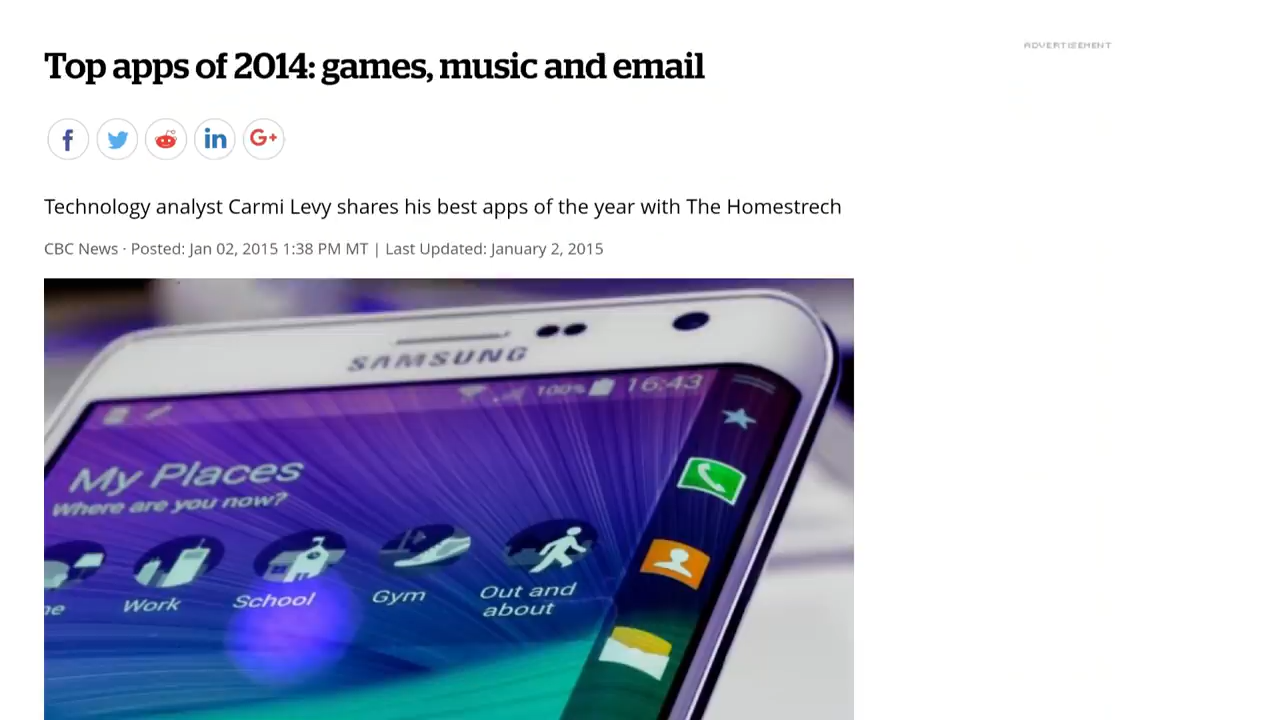 ADVERTISEMENT
Top apps of 2014: games, music and email
Technology analyst Carmi Levy shares his best apps of the year with The Homestrech
CBC News · Posted: Jan 02, 2015 1:38 PM MT | Last Updated: January 2, 2015
SAMSUNG
100% 16:43
My Places
Where are you now?
Work School Gym Out and
about